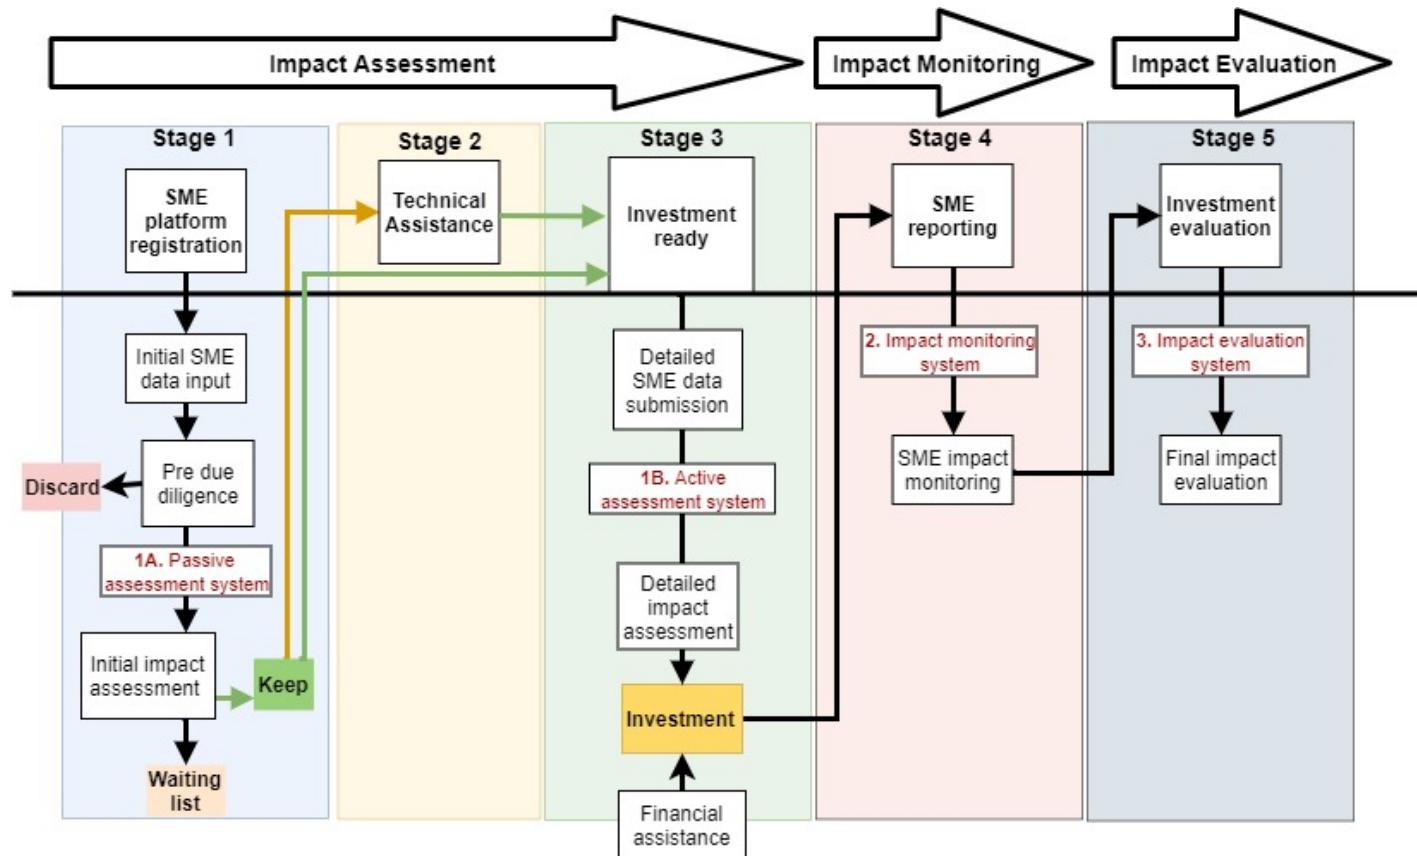 Impact Assessment
Impact Monitoring
Impact Evaluation
Stage 1
SME
platform
registration
Initial SME
data input
Pre due
diligence
Discard
1A. Passive
assessment system
Initial impact
assessment
Keep
Waiting
list
Stage 2
Technical
Assistance
Stage 3
Investment
ready
Detailed
SME data
submission
1B. Active
assessment system
Detailed
impact
assessment
Investment
Financial
assistance
Stage 4
SME
reporting
2. Impact monitoring
system
SME impact
monitoring
Stage 5
Investment
evaluation
3. Impact evaluation
system
Final impact
evaluation